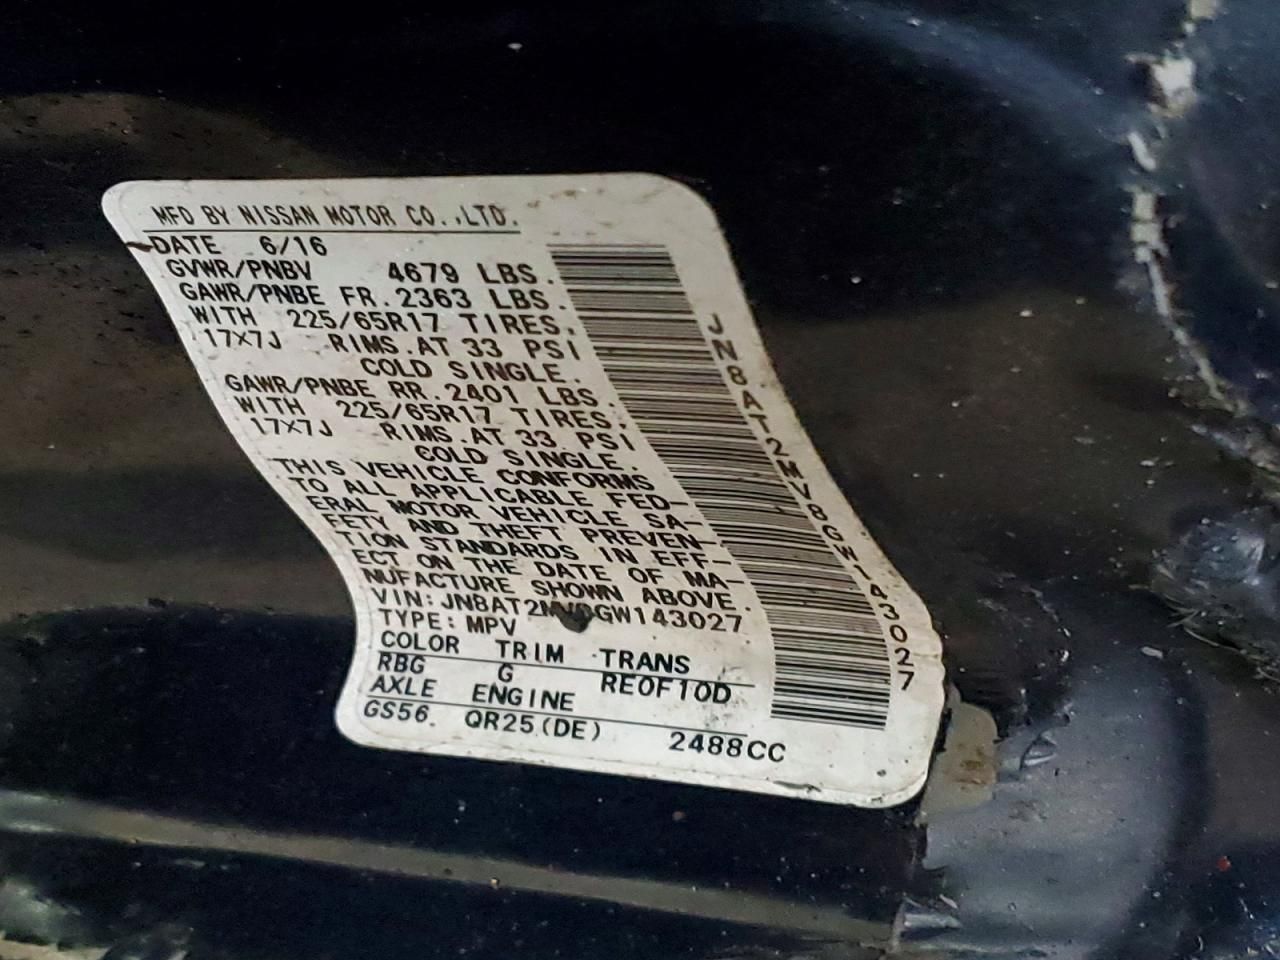 MFD BY NISSAN MOTOR CO.,LTD.
DATE 6/16
GVWR/PNBV 4679 LBS.
GAWR/PNBE FR.2363 LBS.
WITH 225/65R17 TIRES,
17X7J RIMS.AT 33 PSI
COLD SINGLE.
GAWR/PNBE RR.2401 LBS.
WITH 225/65R17 TIRES.
17X7J RIMS.AT 33 PSI
COLD SINGLE.
THIS VEHICLE CONFORMS
TO ALL APPLICABLE FED-
ERAL MOTOR VEHICLE SA-
FETY AND THEFT PREVEN-
TION STANDARDS IN EFF-
ECT ON THE DATE OF MA-
NUFACTURE SHOWN ABOVE.
VIN:JN8AT2MV8GW143027
TYPE:MPV
COLOR TRIM TRANS
RBG G RE0F10D
AXLE ENGINE
GS56. QR25(DE) 2488CC
JN8AT2MV8GW143027